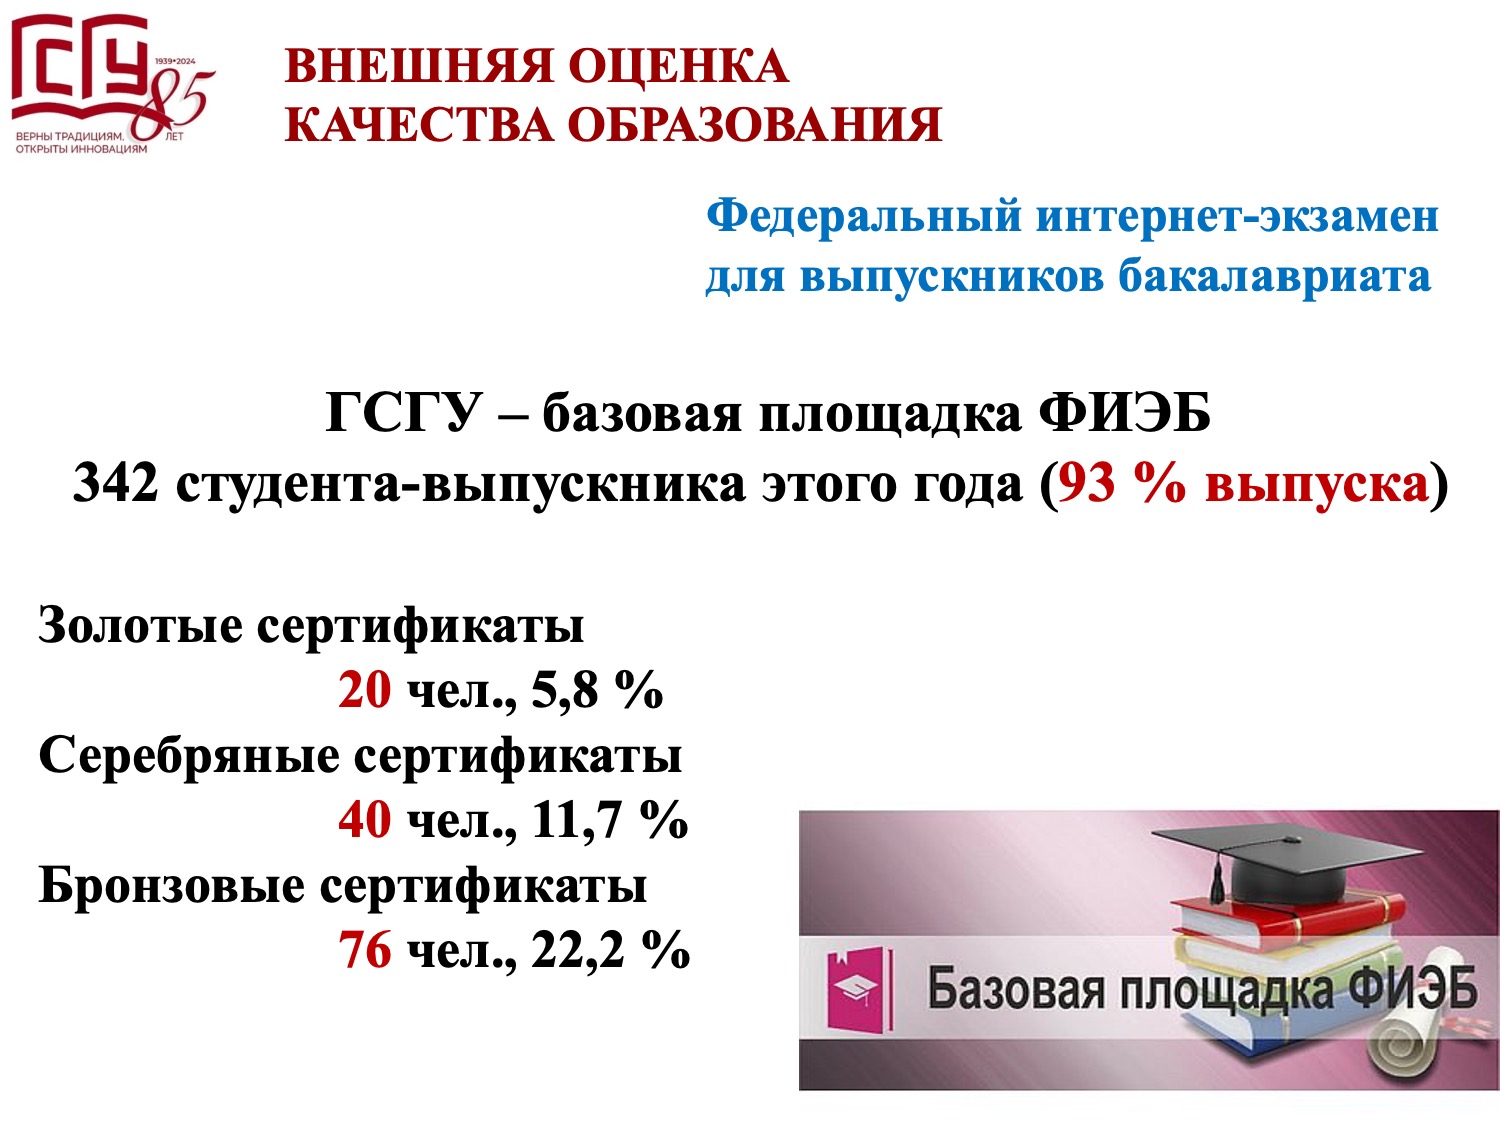 ГСГУ
1939•2024
85
ЛЕТ
ВЕРНЫ ТРАДИЦИЯМ,
ОТКРЫТЫ ИННОВАЦИЯМ
ВНЕШНЯЯ ОЦЕНКА
КАЧЕСТВА ОБРАЗОВАНИЯ
Федеральный интернет-экзамен
для выпускников бакалавриата
ГСГУ – базовая площадка ФИЭБ
342 студента-выпускника этого года (93 % выпуска)
Золотые сертификаты
20 чел., 5,8 %
Серебряные сертификаты
40 чел., 11,7 %
Бронзовые сертификаты
76 чел., 22,2 %
Базовая площадка ФИЭБ